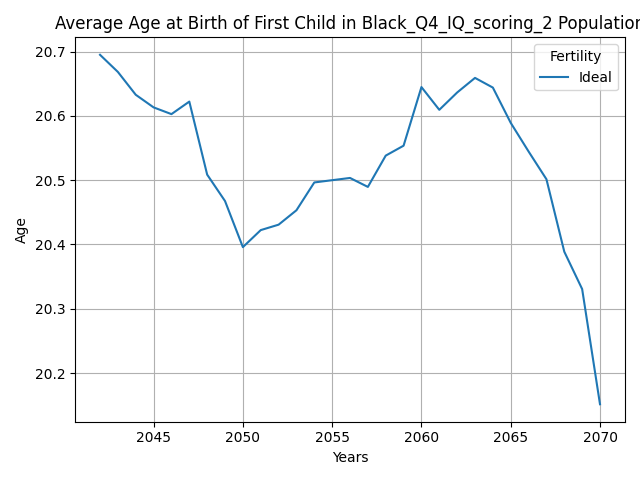 Average Age at Birth of First Child in Black_Q4_IQ_scoring_2 Population
Fertility
Ideal
20.7
20.6
20.5
20.4
20.3
20.2
Age
2045 2050 2055 2060 2065 2070
Years